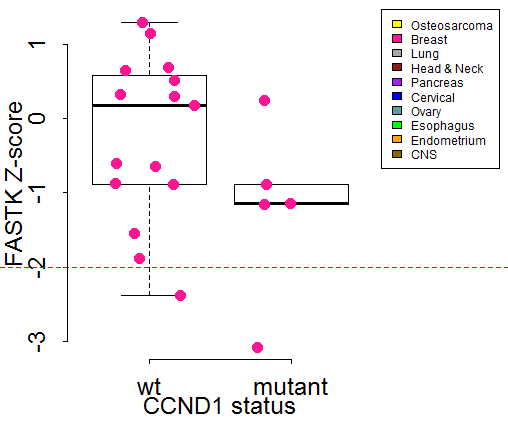 FASTK Z-score
1
0
-1
-2
-3
wt
mutant
CCND1 status
Osteosarcoma
Breast
Lung
Head & Neck
Pancreas
Cervical
Ovary
Esophagus
Endometrium
CNS